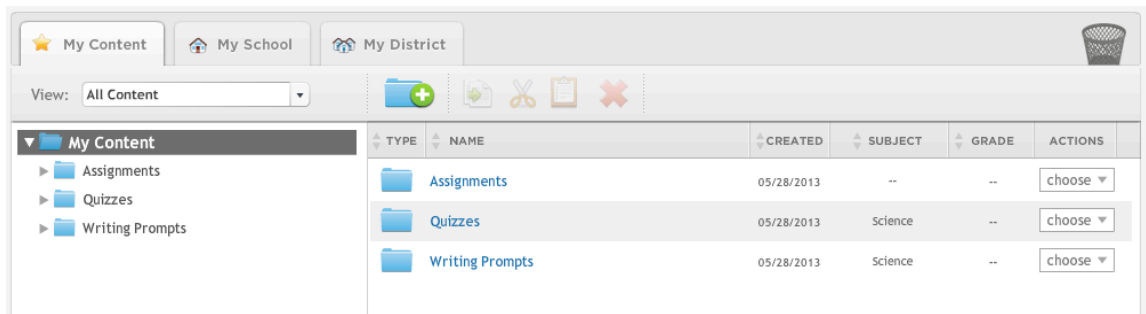 My Content My School My District
View: All Content
My Content
Assignments
Quizzes
Writing Prompts
TYPE NAME CREATED SUBJECT GRADE ACTIONS
Assignments 05/28/2013 -- -- choose
Quizzes 05/28/2013 Science -- choose
Writing Prompts 05/28/2013 Science -- choose